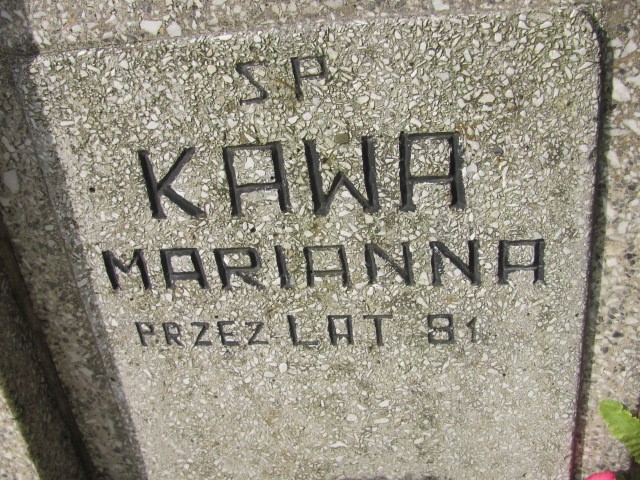 SP
KAWA
MARIANNA
PRZEZ LAT 81